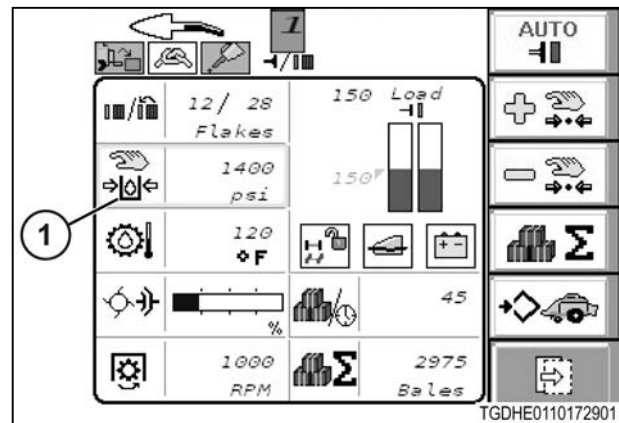 1
AUTO
12/ 28
Flakes
150 Load
1400
psi
150
1
120
°F
45
%
1000
RPM
2975
Bales
TGDHE0110172901